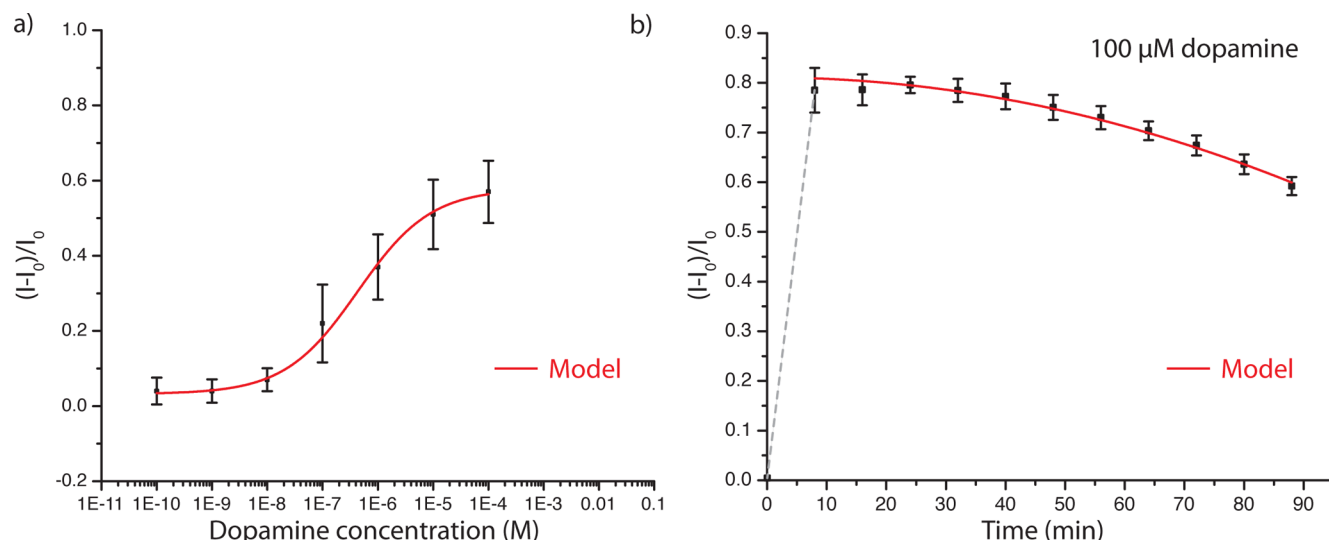 a)
1.0
0.8
0.6
0.4
0.2
0.0
-0.2
(I-I0)/I0
1E-11 1E-10 1E-9 1E-8 1E-7 1E-6 1E-5 1E-4 1E-3 0.01 0.1
Dopamine concentration (M)
Model
b)
100 µM dopamine
0.9
0.8
0.7
0.6
0.5
0.4
0.3
0.2
0.1
0.0
(I-I0)/I0
0 10 20 30 40 50 60 70 80 90
Time (min)
Model